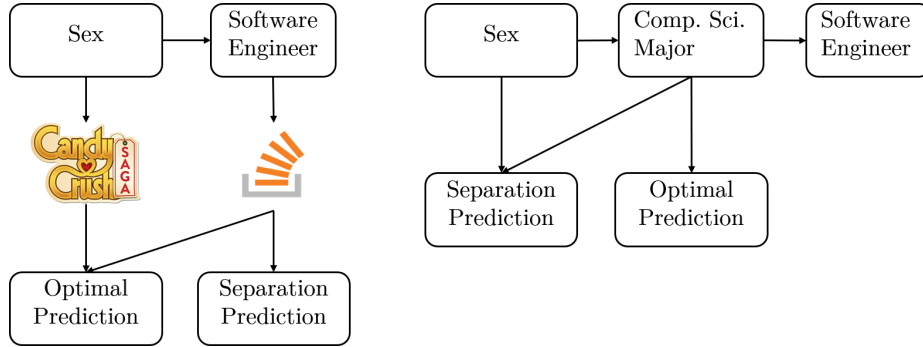 Sex
Software
Engineer
Candy
Crush
SAGA
Optimal
Prediction
Separation
Prediction
Sex
Comp. Sci.
Major
Software
Engineer
Separation
Prediction
Optimal
Prediction